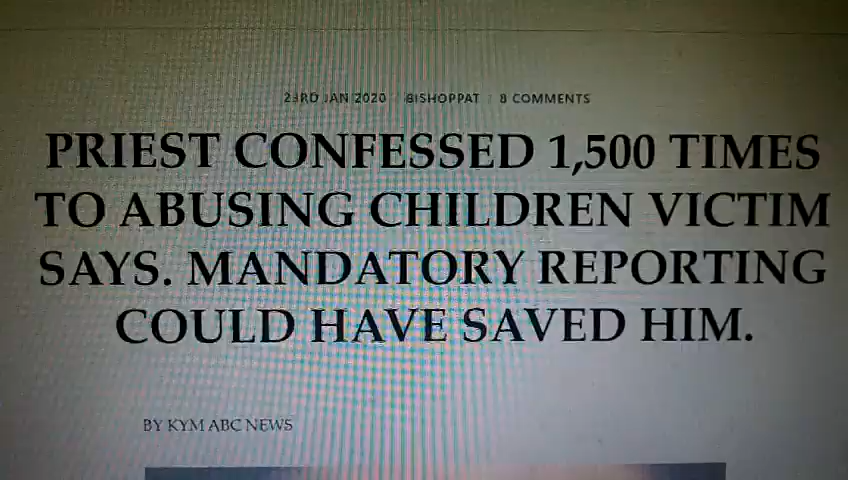 23RD JAN 2020 / BISHOPPAT / 8 COMMENTS
PRIEST CONFESSED 1,500 TIMES
TO ABUSING CHILDREN VICTIM
SAYS. MANDATORY REPORTING
COULD HAVE SAVED HIM.
BY KYM ABC NEWS